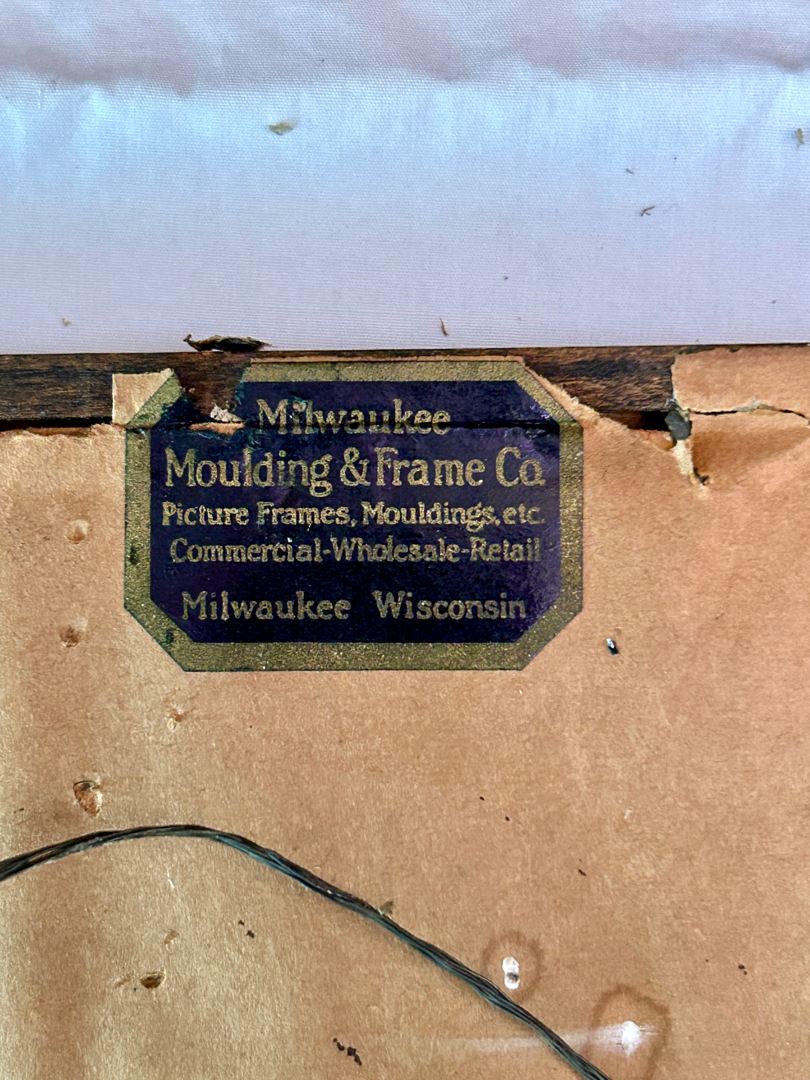 Milwaukee
Moulding & Frame Co.
Picture Frames, Mouldings, etc.
Commercial-Wholesale-Retail
Milwaukee Wisconsin